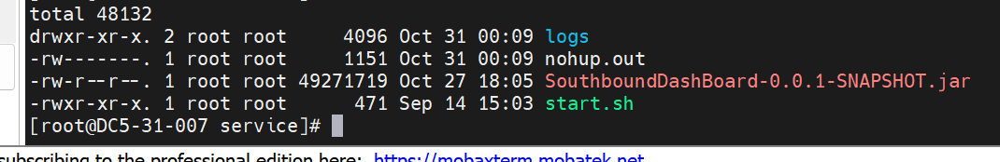 total 48132
drwxr-xr-x. 2 root root     4096 Oct 31 00:09 logs
-rw-------. 1 root root     1151 Oct 31 00:09 nohup.out
-rw-r--r--. 1 root root 49271719 Oct 27 18:05 SouthboundDashBoard-0.0.1-SNAPSHOT.jar
-rwxr-xr-x. 1 root root      471 Sep 14 15:03 start.sh
[root@DC5-31-007 service]#
subscribing to the professional edition here: https://mobaxterm.mobatek.net